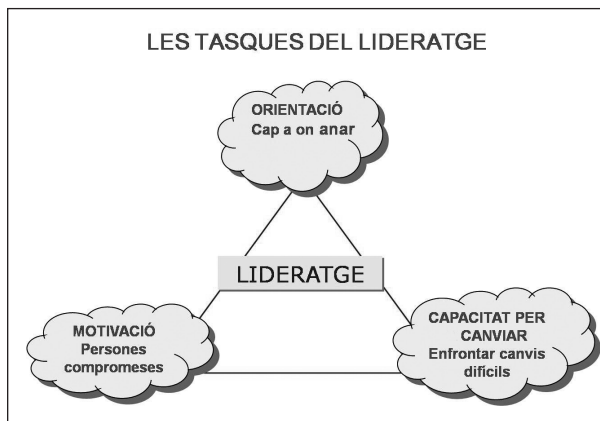 LES TASQUES DEL LIDERATGE
ORIENTACIÓ
Cap a on anar
LIDERATGE
MOTIVACIÓ
Persones
compromeses
CAPACITAT PER
CANVIAR
Enfrontar canvis
difícils